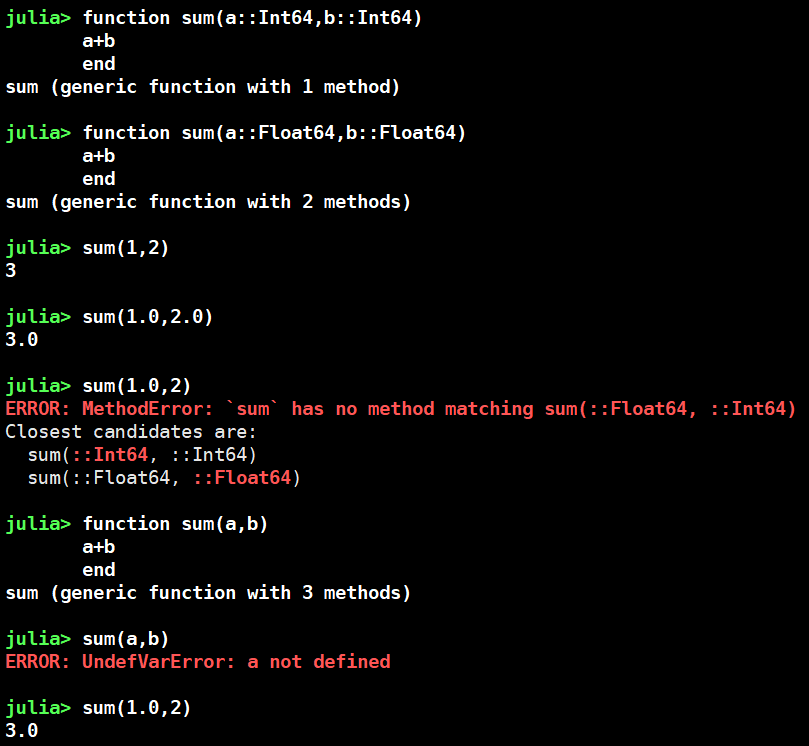 julia> function sum(a::Int64,b::Int64)
       a+b
       end
sum (generic function with 1 method)
julia> function sum(a::Float64,b::Float64)
       a+b
       end
sum (generic function with 2 methods)
julia> sum(1,2)
3
julia> sum(1.0,2.0)
3.0
julia> sum(1.0,2)
ERROR: MethodError: `sum` has no method matching sum(::Float64, ::Int64)
Closest candidates are:
  sum(::Int64, ::Int64)
  sum(::Float64, ::Float64)
julia> function sum(a,b)
       a+b
       end
sum (generic function with 3 methods)
julia> sum(a,b)
ERROR: UndefVarError: a not defined
julia> sum(1.0,2)
3.0